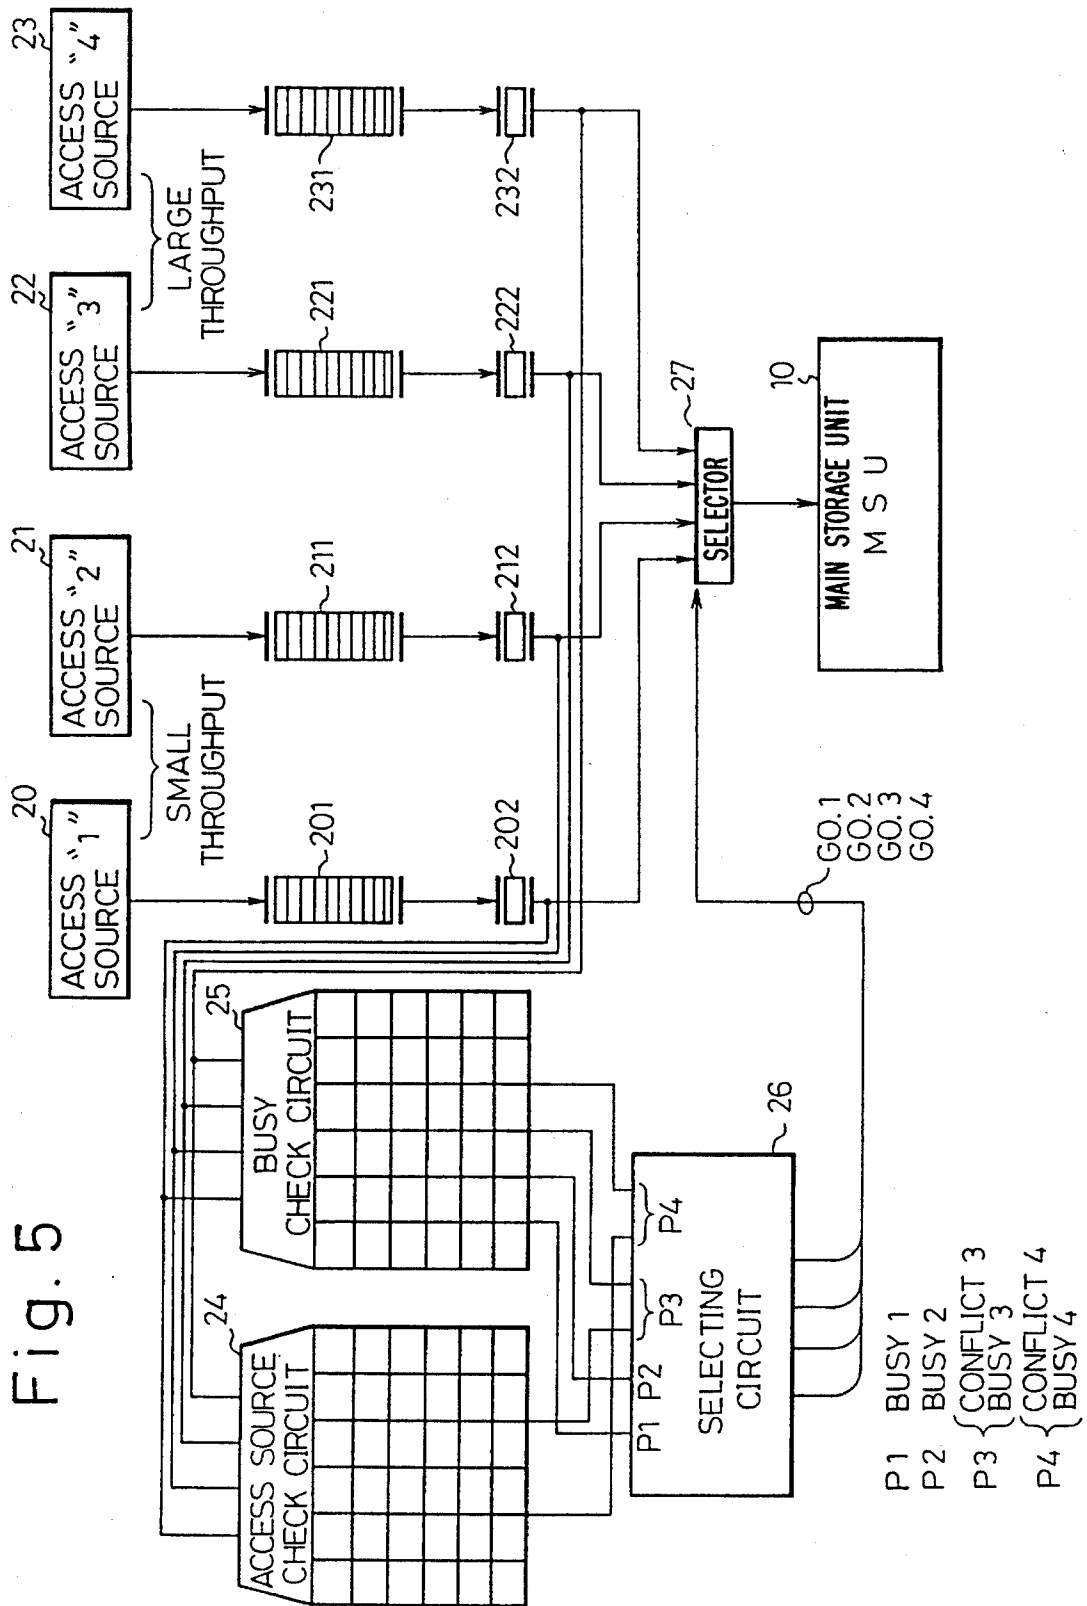 Fig. 5
20
ACCESS "1"
SOURCE
21
ACCESS "2"
SOURCE
22
ACCESS "3"
SOURCE
23
ACCESS "4"
SOURCE
SMALL
THROUGHPUT
LARGE
THROUGHPUT
201
211
221
231
202
212
222
232
24
ACCESS SOURCE
CHECK CIRCUIT
25
BUSY
CHECK CIRCUIT
27
SELECTOR
P1 P2 P3 P4
26
SELECTING
CIRCUIT
10
MAIN STORAGE UNIT
M S U
GO.1
GO.2
GO.3
GO.4
P1 BUSY 1
P2 BUSY 2
P3 { CONFLICT 3
BUSY 3
P4 { CONFLICT 4
BUSY 4